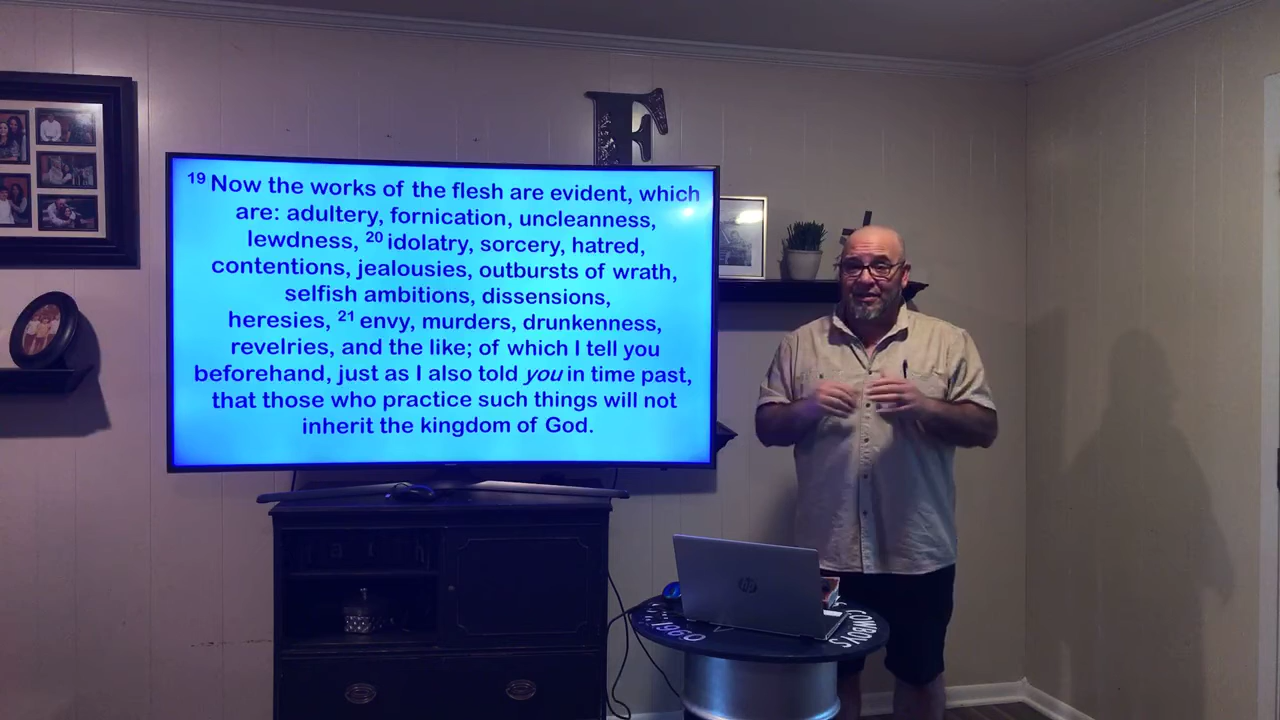 F
19 Now the works of the flesh are evident, which
are: adultery, fornication, uncleanness,
lewdness, 20 idolatry, sorcery, hatred,
contentions, jealousies, outbursts of wrath,
selfish ambitions, dissensions,
heresies, 21 envy, murders, drunkenness,
revelries, and the like; of which I tell you
beforehand, just as I also told you in time past,
that those who practice such things will not
inherit the kingdom of God.
hp
1960
COWBOYS